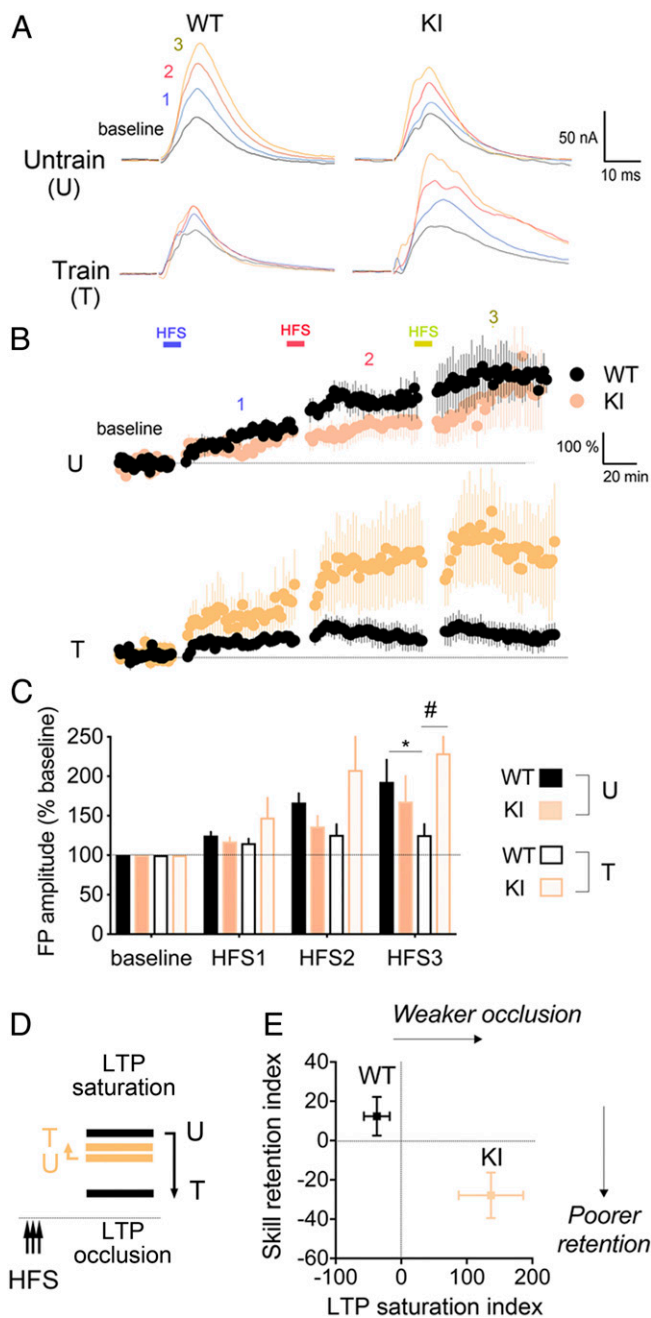 A
WT
KI
3
2
1
baseline
Untrain
(U)
50 nA
10 ms
Train
(T)
B
HFS
HFS
HFS
3
2
1
WT
KI
baseline
U
100 %
20 min
T
C
FP amplitude (% baseline)
250
200
150
100
50
0
*
#
baseline
HFS1
HFS2
HFS3
WT
KI
U
WT
KI
T
D
LTP
saturation
T
U
U
T
LTP
occlusion
HFS
E
Weaker occlusion
Skill retention index
40
20
0
-20
-40
-60
WT
KI
Poorer
retention
-100
0
100
200
LTP saturation index